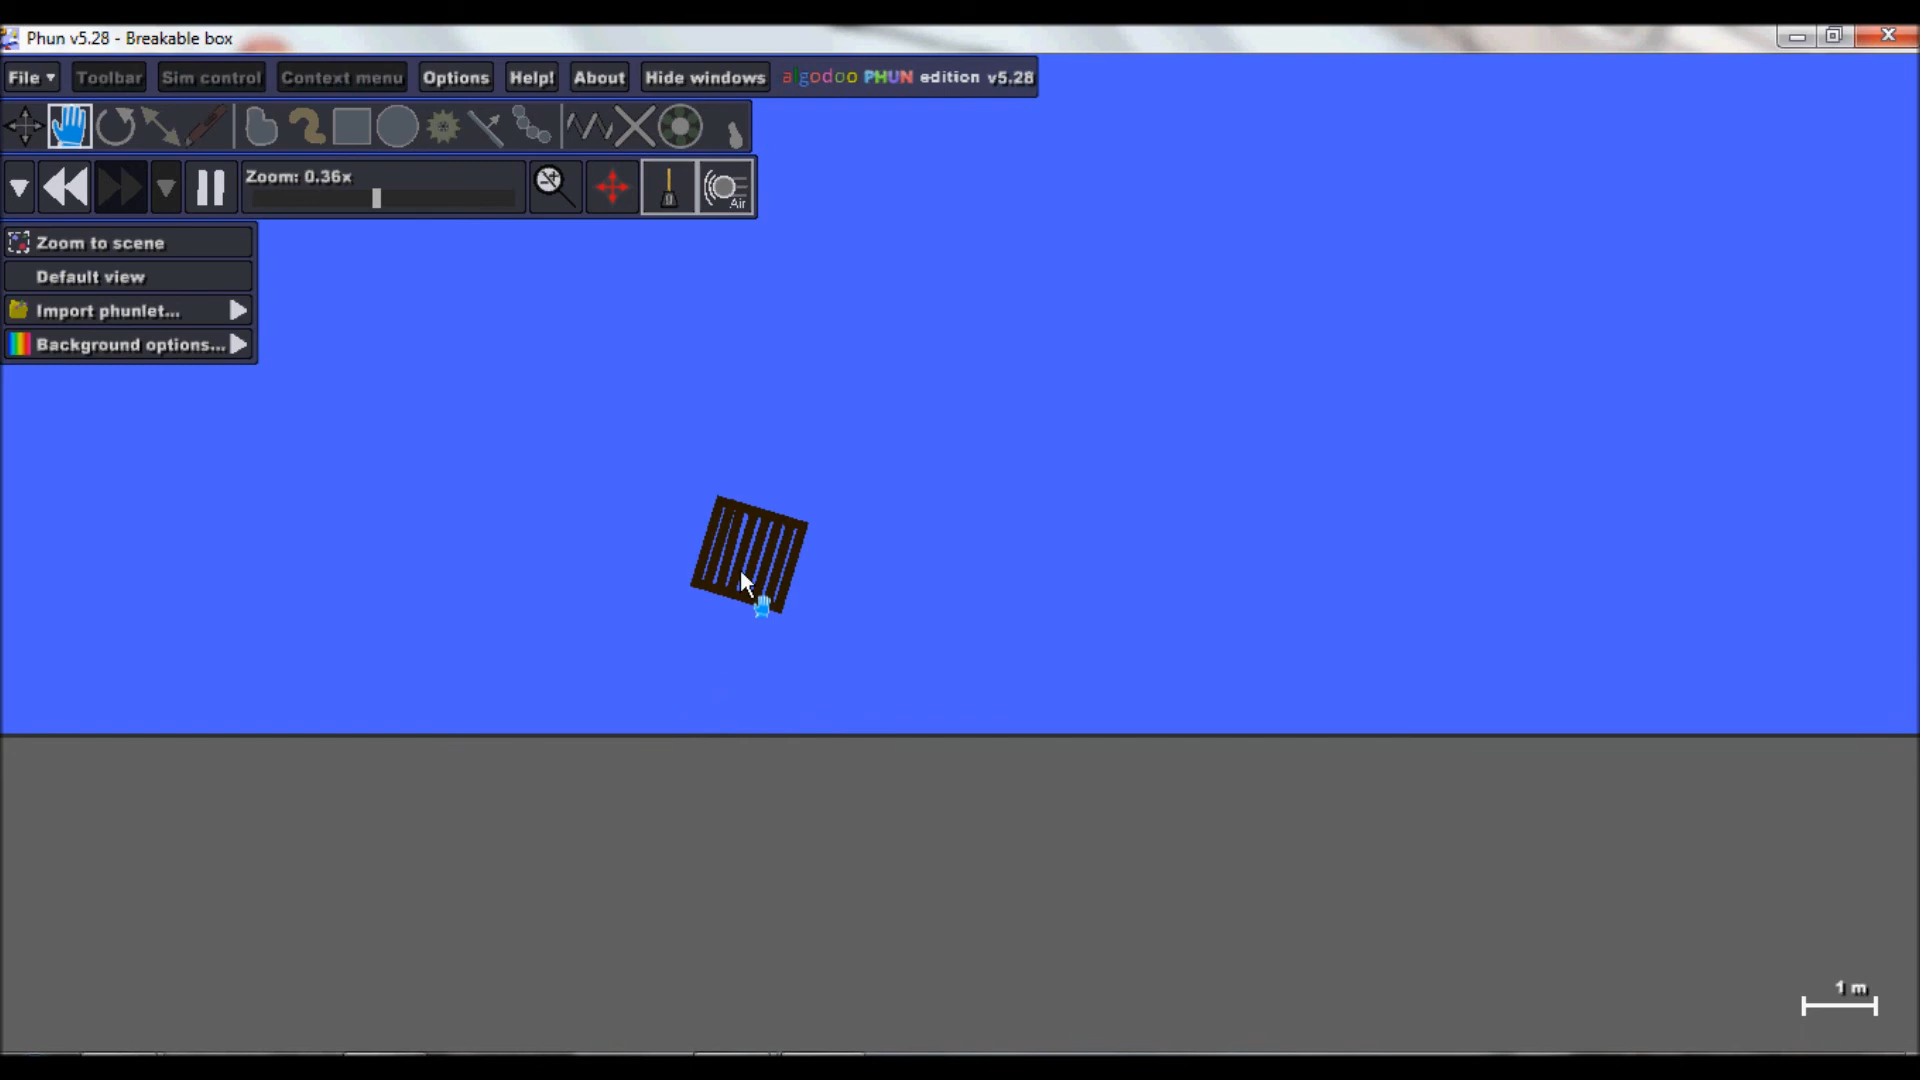 Phun v5.28 - Breakable box
File Toolbar Sim control Context menu Options Help! About Hide windows algodoo PHUN edition v5.28
Zoom: 0.36x
Air
Zoom to scene
Default view
Import phunlet...
Background options...
1 m